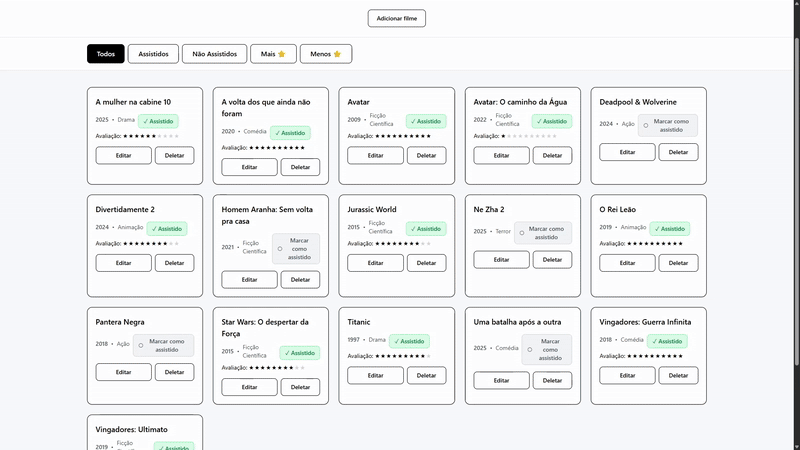 Adicionar filme
Todos
Assistidos
Não Assistidos
Mais ⭐
Menos ⭐
A mulher na cabine 10
2025 • Drama
✓ Assistido
Avaliação: ★★★★★★★★★★
Editar
Deletar
A volta dos que ainda não
foram
2020 • Comédia
✓ Assistido
Avaliação: ★★★★★★★★★★
Editar
Deletar
Avatar
2009 • Ficção
Científica
✓ Assistido
Avaliação: ★★★★★★★★★★
Editar
Deletar
Avatar: O caminho da Água
2022 • Ficção
Científica
✓ Assistido
Avaliação: ★★★★★★★★★★
Editar
Deletar
Deadpool & Wolverine
2024 • Ação
○ Marcar como
assistido
Editar
Deletar
Divertidamente 2
2024 • Animação
✓ Assistido
Avaliação: ★★★★★★★★★★
Editar
Deletar
Homem Aranha: Sem volta
pra casa
2021 • Ficção
Científica
○ Marcar
como
assistido
Editar
Deletar
Jurassic World
2015 • Ficção
Científica
✓ Assistido
Avaliação: ★★★★★★★★★★
Editar
Deletar
Ne Zha 2
2025 • Terror
○ Marcar como
assistido
Editar
Deletar
O Rei Leão
2019 • Animação
✓ Assistido
Avaliação: ★★★★★★★★★★
Editar
Deletar
Pantera Negra
2018 • Ação
○ Marcar como
assistido
Editar
Deletar
Star Wars: O despertar da
Força
2015 • Ficção
Científica
✓ Assistido
Avaliação: ★★★★★★★★★★
Editar
Deletar
Titanic
1997 • Drama
✓ Assistido
Avaliação: ★★★★★★★★★★
Editar
Deletar
Uma batalha após a outra
2025 • Comédia
○ Marcar
como
assistido
Editar
Deletar
Vingadores: Guerra Infinita
2018 • Comédia
✓ Assistido
Avaliação: ★★★★★★★★★★
Editar
Deletar
Vingadores: Ultimato
2019 • Ficção
Científica
✓ Assistido